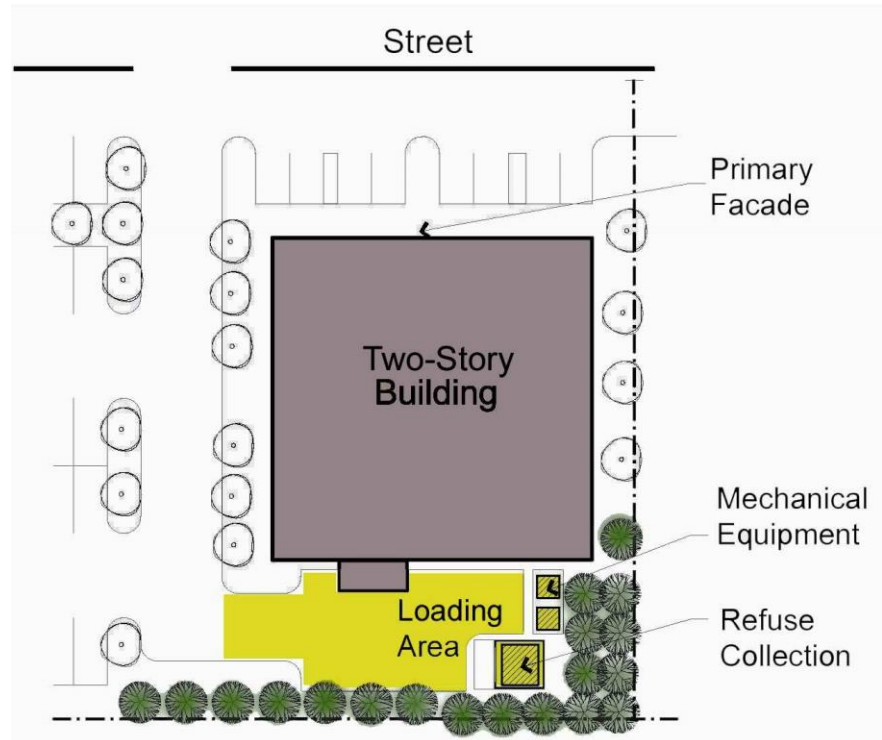 Street
Primary
Facade
Two-Story
Building
Mechanical
Equipment
Loading
Area
Refuse
Collection